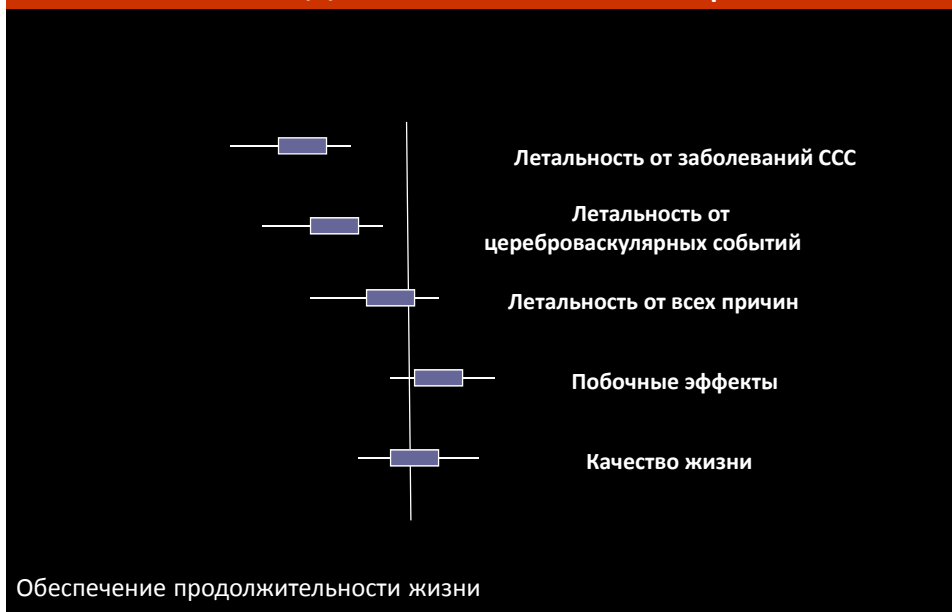 Летальность от заболеваний ССС
Летальность от
цереброваскулярных событий
Летальность от всех причин
Побочные эффекты
Качество жизни
Обеспечение продолжительности жизни